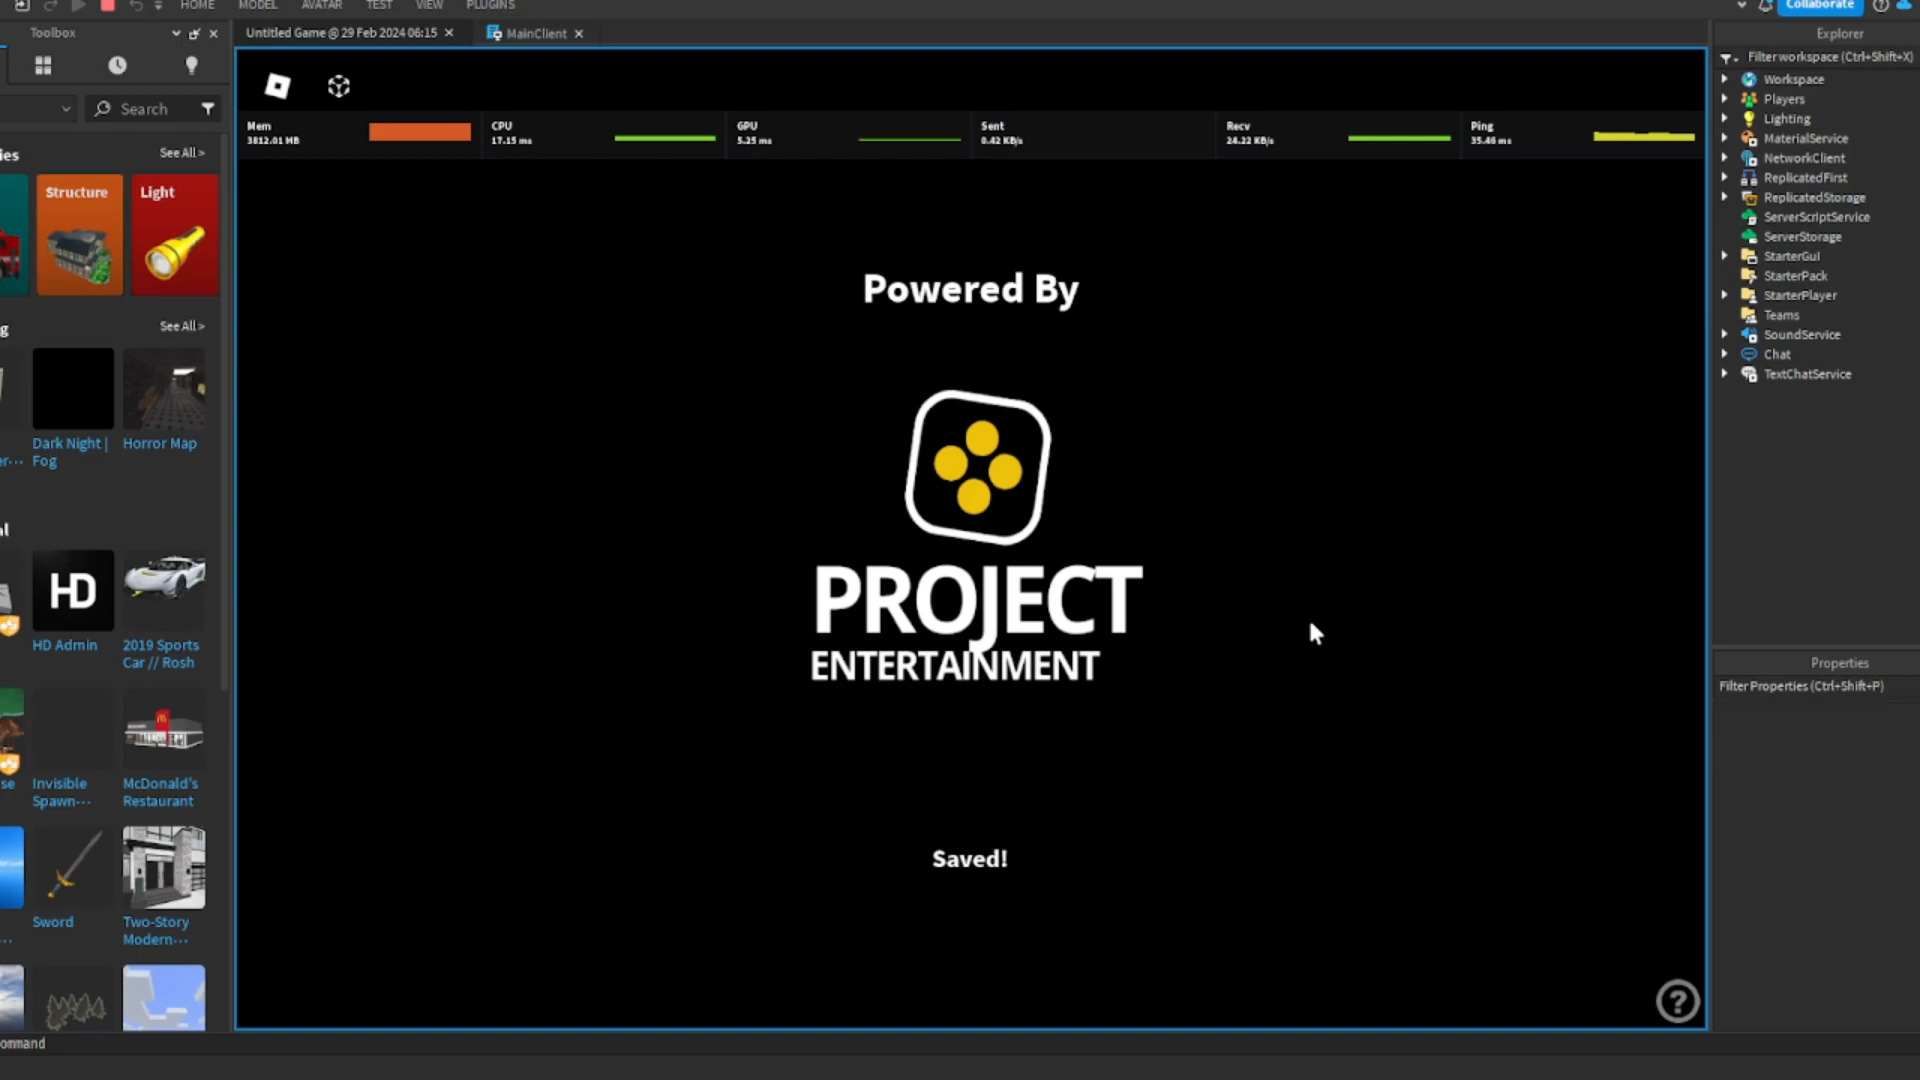 HOME MODEL AVATAR TEST VIEW PLUGINS Collaborate
Toolbox
Untitled Game @ 29 Feb 2024 06:15
MainClient
Explorer
Search
Filter workspace (Ctrl+Shift+X)
Workspace
Players
Lighting
MaterialService
NetworkClient
ReplicatedFirst
ReplicatedStorage
ServerScriptService
ServerStorage
StarterGui
StarterPack
StarterPlayer
Teams
SoundService
Chat
TextChatService
Properties
Filter Properties (Ctrl+Shift+P)
Mem
3812.01 MB
CPU
17.15 ms
GPU
5.25 ms
Sent
0.42 KB/s
Recv
24.22 KB/s
Ping
35.46 ms
ies
See All >
Structure
Light
g
See All >
er...
Dark Night |
Fog
Horror Map
al
HD
HD Admin
2019 Sports
Car // Rosh
se
Invisible
Spawn...
McDonald's
Restaurant
Sword
Two-Story
Modern...
Powered By
PROJECT
ENTERTAINMENT
Saved!
?
ommand